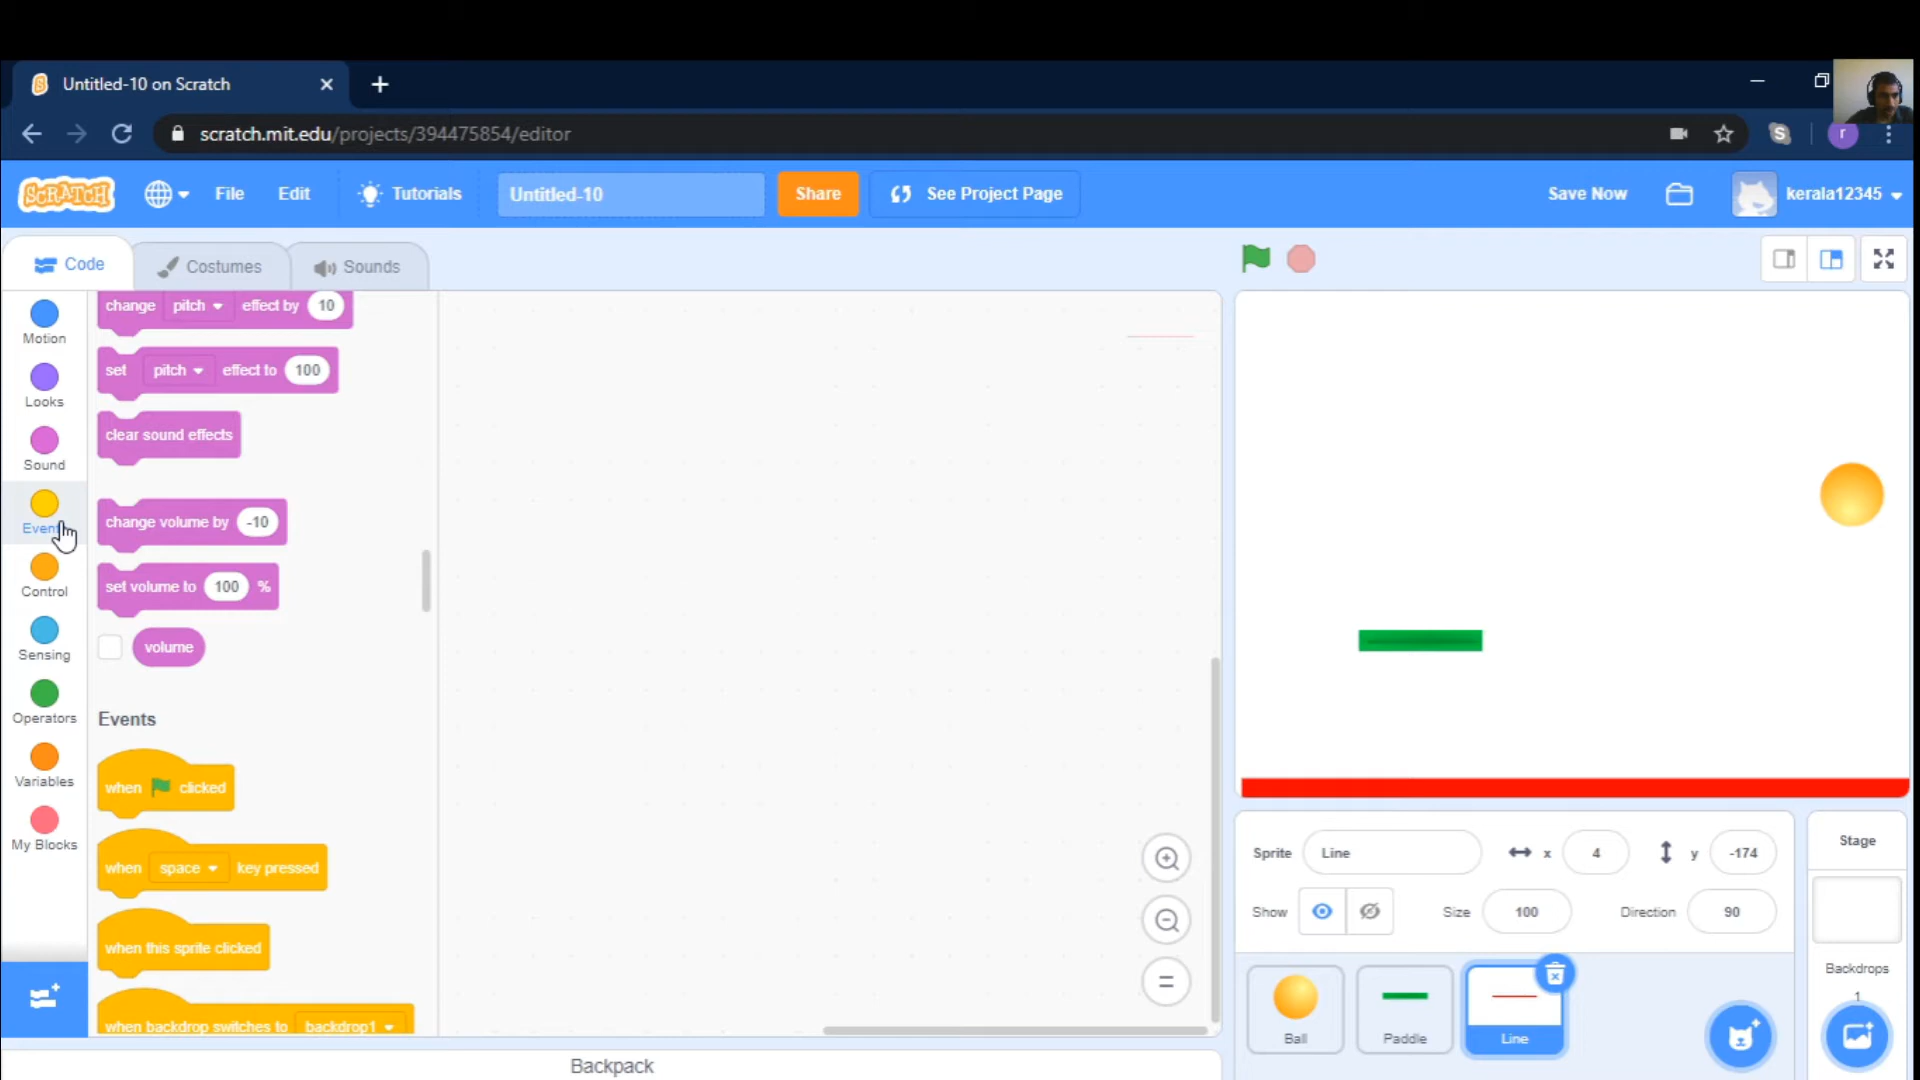 Untitled-10 on Scratch
scratch.mit.edu/projects/394475854/editor
S
r
SCRATCH
File
Edit
Tutorials
Untitled-10
Share
See Project Page
Save Now
kerala12345
Code
Costumes
Sounds
Motion
Looks
Sound
Event
Control
Sensing
Operators
Variables
My Blocks
change pitch effect by 10
set pitch effect to 100
clear sound effects
change volume by -10
set volume to 100 %
volume
Events
when clicked
when space key pressed
when this sprite clicked
when backdrop switches to backdrop1
Backpack
Sprite Line x 4 y -174
Show Size 100 Direction 90
Ball
Paddle
Line
Stage
Backdrops
1